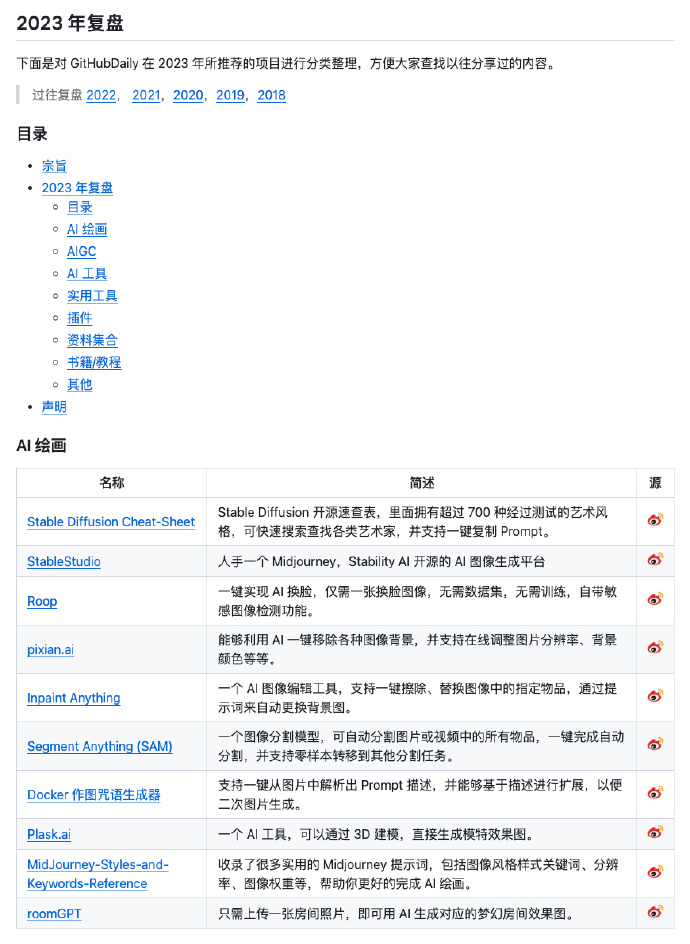 2023 年复盘
下面是对 GitHubDaily 在 2023 年所推荐的项目进行分类整理，方便大家查找以往分享过的内容。
过往复盘 2022， 2021，2020，2019，2018
目录
宗旨
2023 年复盘
目录
AI 绘画
AIGC
AI 工具
实用工具
插件
资料集合
书籍/教程
其他
声明
AI 绘画
名称 简述 源
Stable Diffusion Cheat-Sheet
Stable Diffusion 开源速查表，里面拥有超过 700 种经过测试的艺术风
格，可快速搜索查找各类艺术家，并支持一键复制 Prompt。
StableStudio
人手一个 Midjourney，Stability AI 开源的 AI 图像生成平台
Roop
一键实现 AI 换脸，仅需一张换脸图像，无需数据集，无需训练，自带敏
感图像检测功能。
pixian.ai
能够利用 AI 一键移除各种图像背景，并支持在线调整图片分辨率、背景
颜色等等。
Inpaint Anything
一个 AI 图像编辑工具，支持一键擦除、替换图像中的指定物品，通过提
示词来自动更换背景图。
Segment Anything (SAM)
一个图像分割模型，可自动分割图片或视频中的所有物品，一键完成自动
分割，并支持零样本转移到其他分割任务。
Docker 作图咒语生成器
支持一键从图片中解析出 Prompt 描述，并能够基于描述进行扩展，以便
二次图片生成。
Plask.ai
一个 AI 工具，可以通过 3D 建模，直接生成模特效果图。
MidJourney-Styles-and-
Keywords-Reference
收录了很多实用的 Midjourney 提示词，包括图像风格样式关键词、分辨
率、图像权重等，帮助你更好的完成 AI 绘画。
roomGPT
只需上传一张房间照片，即可用 AI 生成对应的梦幻房间效果图。